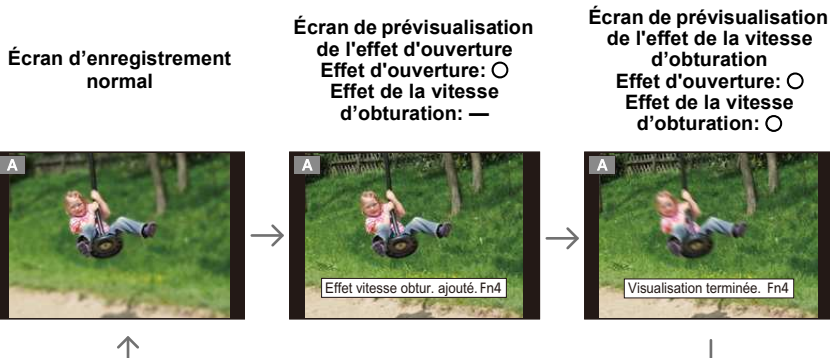 Écran d’enregistrement
normal
Écran de prévisualisation
de l'effet d'ouverture
Effet d'ouverture: ○
Effet de la vitesse
d’obturation: —
Écran de prévisualisation
de l'effet de la vitesse
d’obturation
Effet d'ouverture: ○
Effet de la vitesse
d’obturation: ○
A
A
Effet vitesse obtur. ajouté. Fn4
A
Visualisation terminée. Fn4